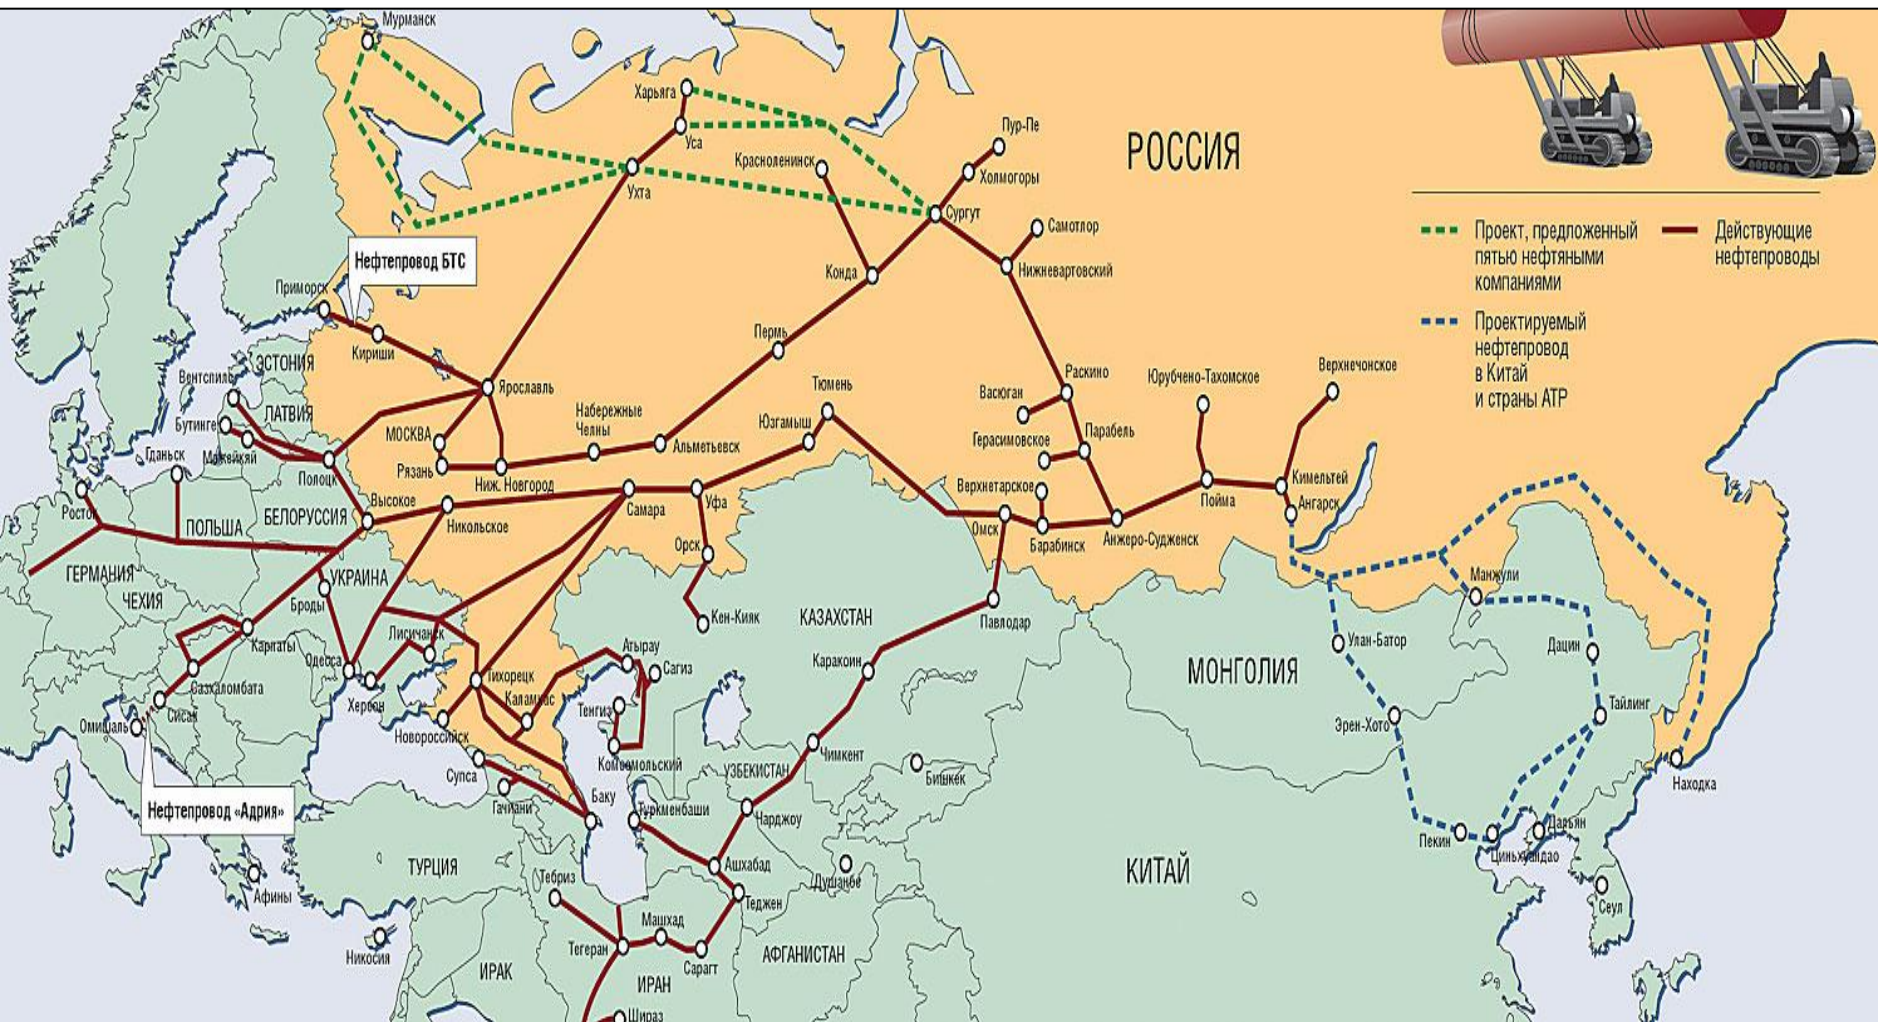 Мурманск
Харьяга
Уса
Пур-Пе
Красноленинск
Холмогоры
РОССИЯ
Ухта
Сургут
Самотлор
Проект, предложенный
пятью нефтяными
компаниями
Действующие
нефтепроводы
Нефтепровод БТС
Конда
Нижневартовский
Приморск
Проектируемый
нефтепровод
в Китай
и страны АТР
Кириши
Пермь
ЭСТОНИЯ
Вентспилс
Ярославль
Тюмень
Раскино
Юрубчено-Тахомское
Верхнечонское
ЛАТВИЯ
Бутинге
Набережные
Челны
Васюган
МОСКВА
Юзгамыш
Альметьевск
Герасимовское
Парабель
Гданьск
Мажейкяй
Рязань
Полоцк
Ниж. Новгород
Верхнетарское
Кимельтей
Росток
Высокое
Никольское
Самара
Уфа
Пойма
Ангарск
БЕЛОРУССИЯ
ПОЛЬША
Омск
Барабинск
Анжеро-Судженск
Орск
ГЕРМАНИЯ
УКРАИНА
Манжули
ЧЕХИЯ
Броды
Кен-Кияк
КАЗАХСТАН
Павлодар
Лисичанск
Карпаты
Улан-Батор
Дацин
Одесса
Атырау
Сагиз
Каракоин
МОНГОЛИЯ
Тихорецк
Сазхаломбата
Каламкас
Херсон
Тенгиз
Тайлинг
Сисак
Омишаль
Новороссийск
Эрен-Хото
Чимкент
Комсомольский
УЗБЕКИСТАН
Супса
Бишкек
Находка
Гачиани
Баку
Нефтепровод «Адрия»
Туркменбаши
Чарджоу
Дальян
Пекин
Циньхуандао
ТУРЦИЯ
Ашхабад
КИТАЙ
Тебриз
Душанбе
Афины
Теджен
Сеул
Машхад
Никосия
Тегеран
Сарагт
АФГАНИСТАН
ИРАК
ИРАН
Шираз